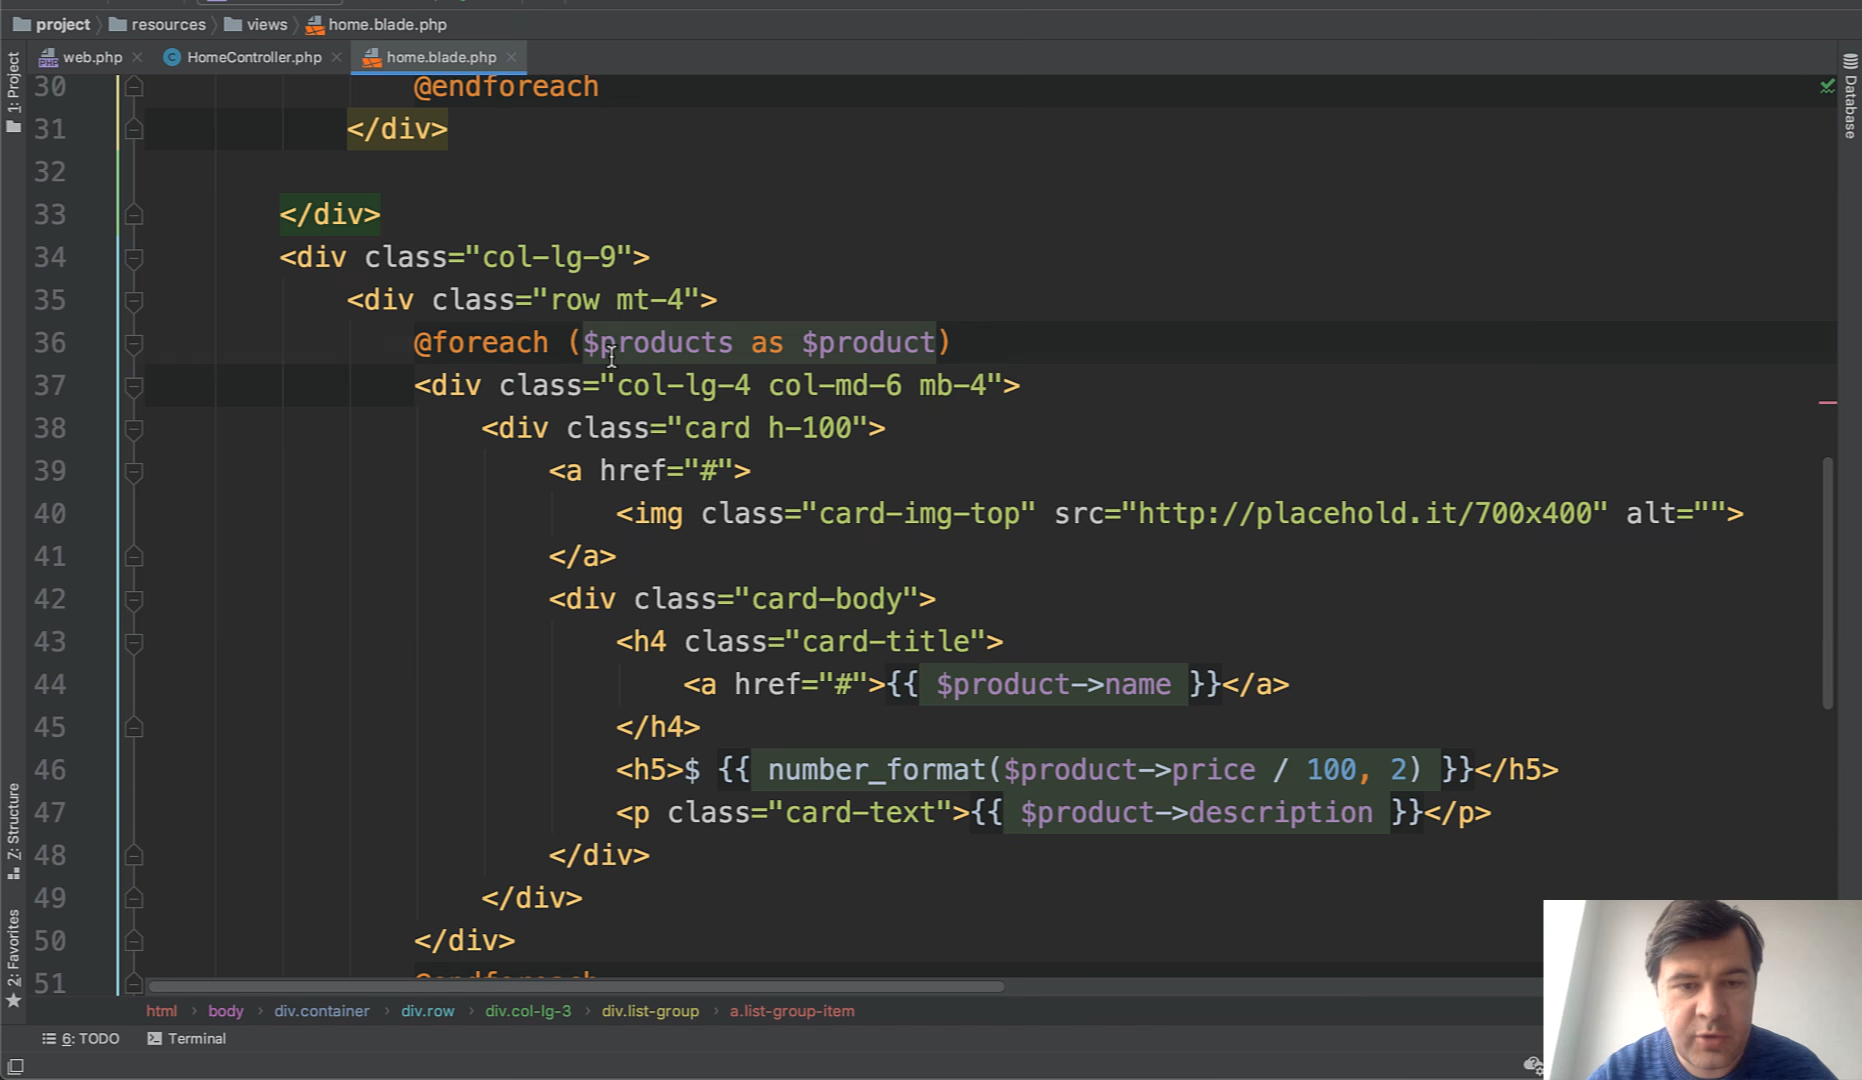 project resources views home.blade.php
web.php HomeController.php home.blade.php
1: Project
Database
Z: Structure
2: Favorites
30 @endforeach
31 </div>
32
33 </div>
34 <div class="col-lg-9">
35 <div class="row mt-4">
36 @foreach ($products as $product)
37 <div class="col-lg-4 col-md-6 mb-4">
38 <div class="card h-100">
39 <a href="#">
40 <img class="card-img-top" src="http://placehold.it/700x400" alt="">
41 </a>
42 <div class="card-body">
43 <h4 class="card-title">
44 <a href="#">{{ $product->name }}</a>
45 </h4>
46 <h5>$ {{ number_format($product->price / 100, 2) }}</h5>
47 <p class="card-text">{{ $product->description }}</p>
48 </div>
49 </div>
50 </div>
51 @endforeach
html body div.container div.row div.col-lg-3 div.list-group a.list-group-item
6: TODO Terminal